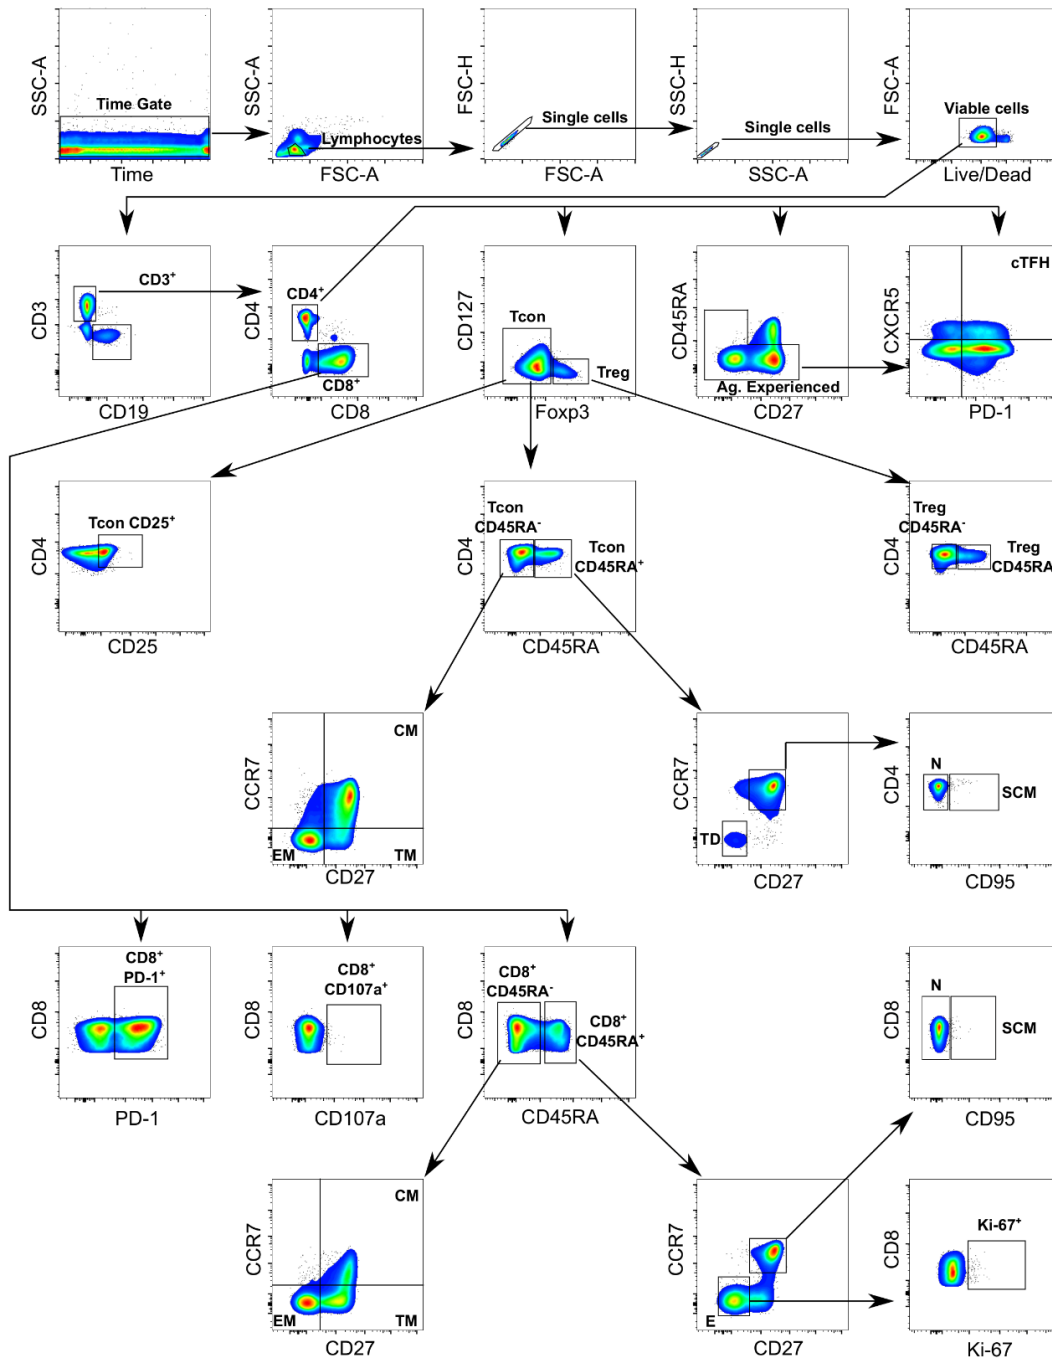 SSC-A
Time Gate
Time
SSC-A
Lymphocytes
FSC-A
FSC-H
Single cells
FSC-A
SSC-H
Single cells
SSC-A
FSC-A
Viable cells
Live/Dead
CD3
CD3⁺
CD19
CD4
CD4⁺
CD8⁺
CD8
CD127
Tcon
Treg
Foxp3
CD45RA
Ag. Experienced
CD27
CXCR5
cTFH
PD-1
CD4
Tcon CD25⁺
CD25
CD4
Tcon
CD45RA⁻
Tcon
CD45RA⁺
CD45RA
CD4
Treg
CD45RA⁻
Treg
CD45RA
CD45RA
CCR7
CM
EM
TM
CD27
CCR7
TD
CD27
CD4
N
SCM
CD95
CD8
CD8⁺
PD-1⁺
PD-1
CD8
CD8⁺
CD107a⁺
CD107a
CD8
CD8⁺
CD45RA⁻
CD8⁺
CD45RA⁺
CD45RA
CD8
N
SCM
CD95
CCR7
CM
EM
TM
CD27
CCR7
E
CD27
CD8
Ki-67⁺
Ki-67